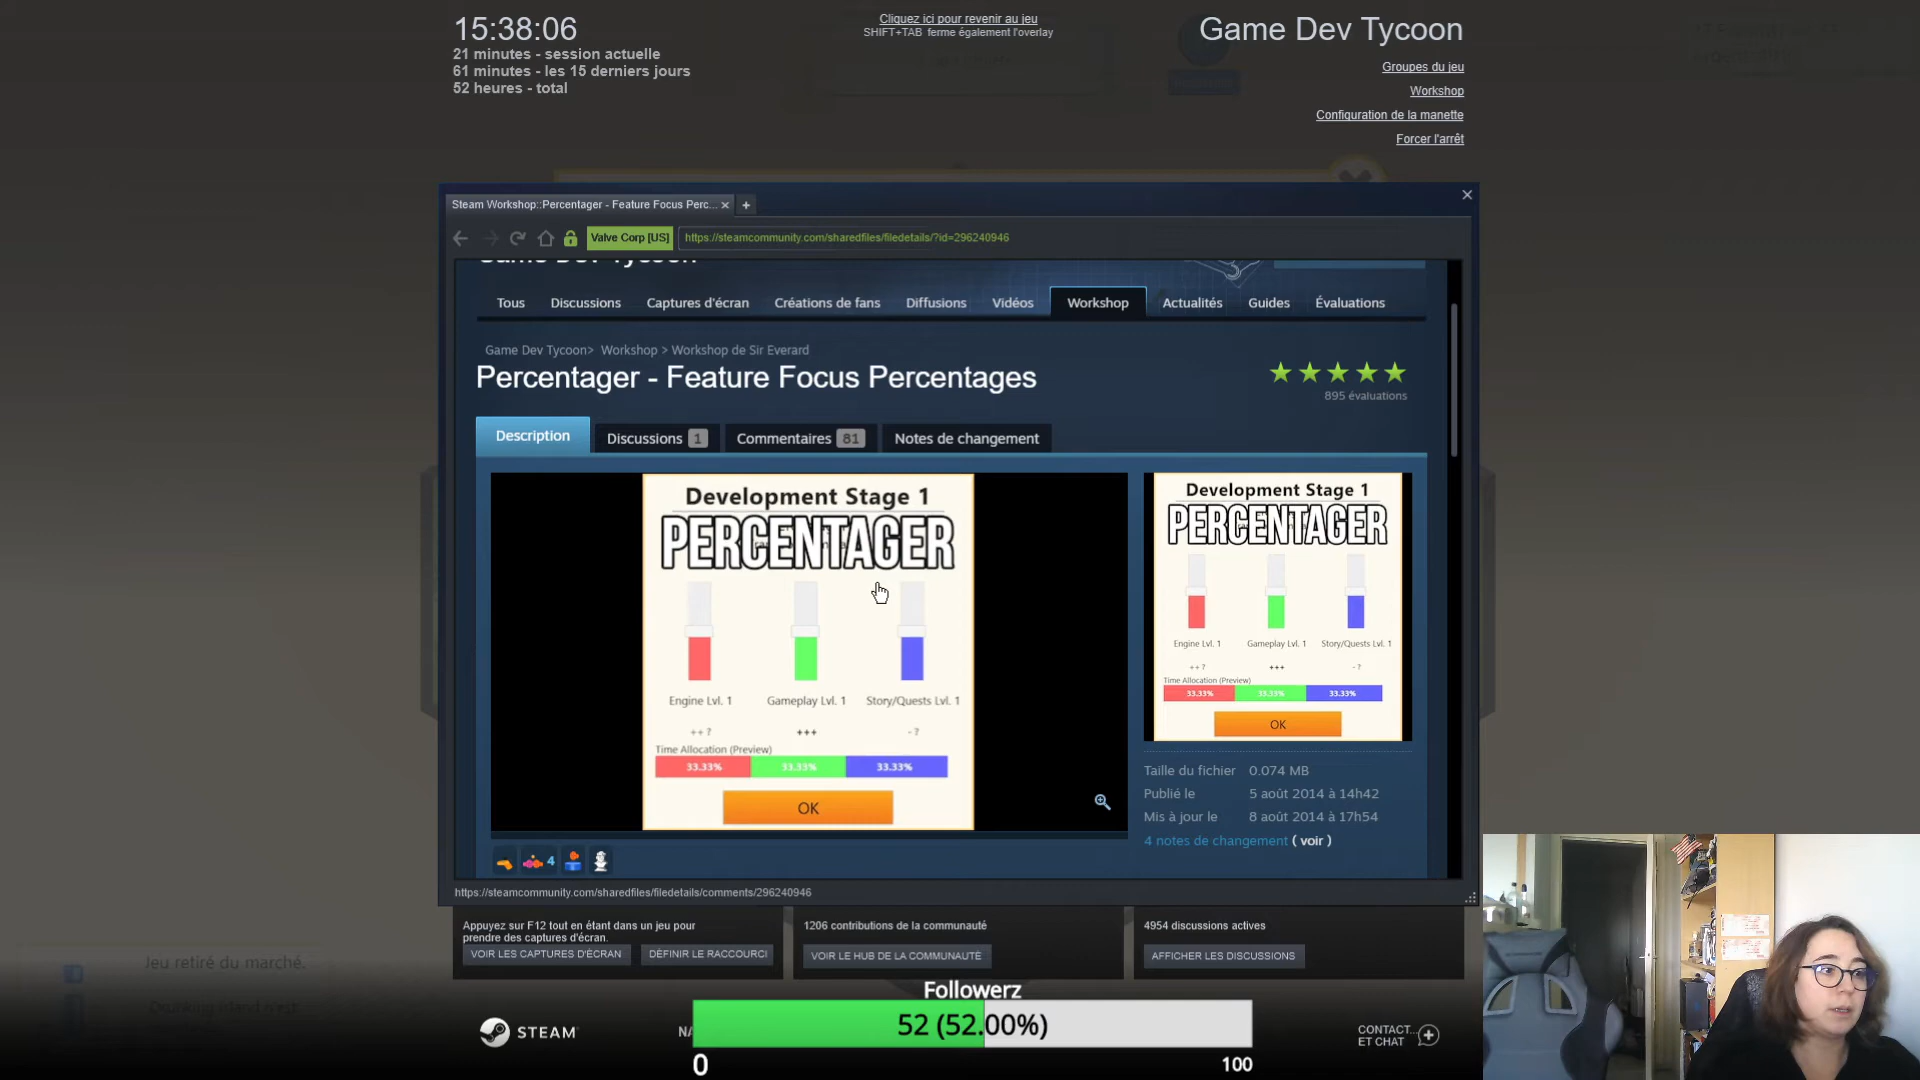 15:38:06
21 minutes - session actuelle
61 minutes - les 15 derniers jours
52 heures - total
Cliquez ici pour revenir au jeu
SHIFT+TAB ferme également l'overlay
Game Dev Tycoon
Groupes du jeu
Workshop
Configuration de la manette
Forcer l'arrêt
Steam Workshop::Percentager - Feature Focus Perc...
Valve Corp [US]
https://steamcommunity.com/sharedfiles/filedetails/?id=296240946
Game Dev Tycoon
Tous Discussions Captures d'écran Créations de fans Diffusions Vidéos Workshop Actualités Guides Évaluations
Game Dev Tycoon> Workshop > Workshop de Sir Everard
Percentager - Feature Focus Percentages
895 évaluations
Description Discussions 1 Commentaires 81 Notes de changement
Development Stage 1
PERCENTAGER
Engine Lvl. 1 Gameplay Lvl. 1 Story/Quests Lvl. 1
++ ? +++ - ?
Time Allocation (Preview)
33.33% 33.33% 33.33%
OK
Development Stage 1
PERCENTAGER
Engine Lvl. 1 Gameplay Lvl. 1 Story/Quests Lvl. 1
++ ? +++ - ?
Time Allocation (Preview)
33.33% 33.33% 33.33%
OK
Taille du fichier 0.074 MB
Publié le 5 août 2014 à 14h42
Mis à jour le 8 août 2014 à 17h54
4 notes de changement ( voir )
4
https://steamcommunity.com/sharedfiles/filedetails/comments/296240946
Appuyez sur F12 tout en étant dans un jeu pour
prendre des captures d'écran.
VOIR LES CAPTURES D'ÉCRAN DÉFINIR LE RACCOURCI
1206 contributions de la communauté
VOIR LE HUB DE LA COMMUNAUTÉ
4954 discussions actives
AFFICHER LES DISCUSSIONS
Jeu retiré du marché.
Followerz
STEAM
52 (52.00%)
0 100
CONTACT...
ET CHAT